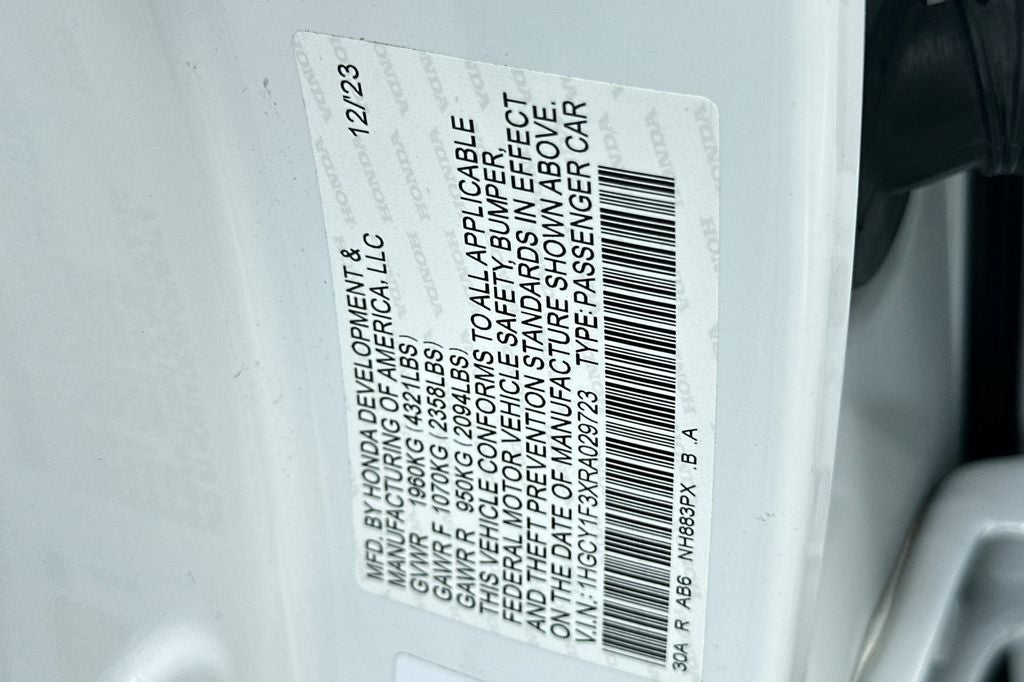 MFD. BY HONDA DEVELOPMENT & 12/'23
MANUFACTURING OF AMERICA, LLC
GVWR 1960KG (4321LBS)
GAWR F 1070KG (2358LBS)
GAWR R 950KG (2094LBS)
THIS VEHICLE CONFORMS TO ALL APPLICABLE
FEDERAL MOTOR VEHICLE SAFETY, BUMPER,
AND THEFT PREVENTION STANDARDS IN EFFECT
ON THE DATE OF MANUFACTURE SHOWN ABOVE.
V.I.N.: 1HGCY1F3XRA029723 TYPE: PASSENGER CAR
30A R AB6 NH883PX .B .A